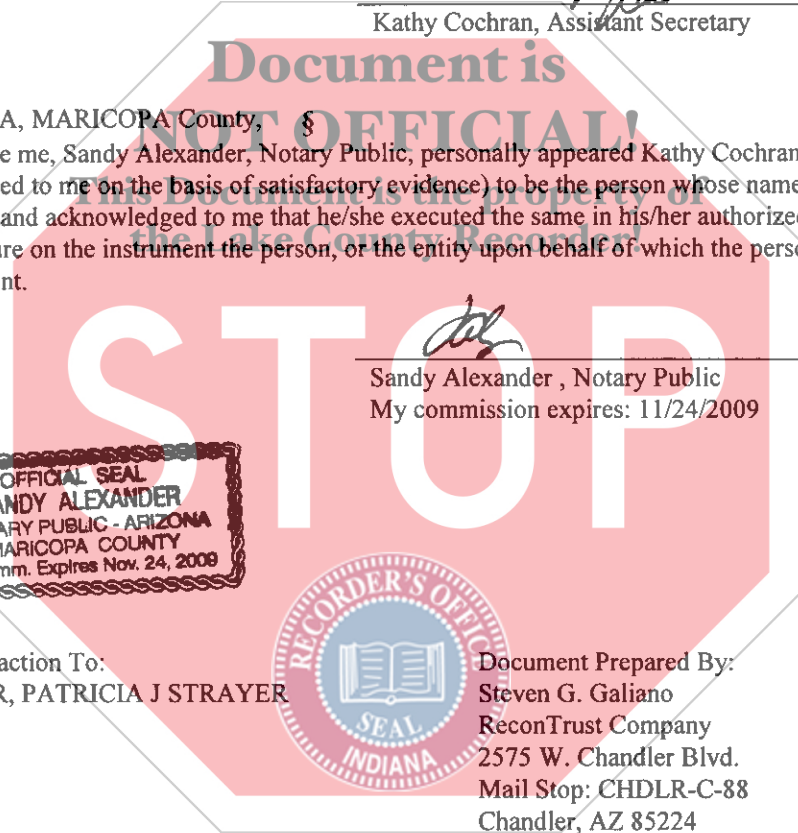 Kathy Cochran, Assistant Secretary
Document is
NOT OFFICIAL!
This Document is the property of
the Lake County Recorder!
A, MARICOPA County, §
e me, Sandy Alexander, Notary Public, personally appeared Kathy Cochran
ed to me on the basis of satisfactory evidence) to be the person whose name
and acknowledged to me that he/she executed the same in his/her authorized
ure on the instrument the person, or the entity upon behalf of which the perso
nt.
STOP
Sandy Alexander , Notary Public
My commission expires: 11/24/2009
OFFICIAL SEAL
ANDY ALEXANDER
ARY PUBLIC - ARIZONA
MARICOPA COUNTY
mm. Expires Nov. 24, 2009
RECORDER'S OFFICE
SEAL
INDIANA
action To:
R, PATRICIA J STRAYER
Document Prepared By:
Steven G. Galiano
ReconTrust Company
2575 W. Chandler Blvd.
Mail Stop: CHDLR-C-88
Chandler, AZ 85224